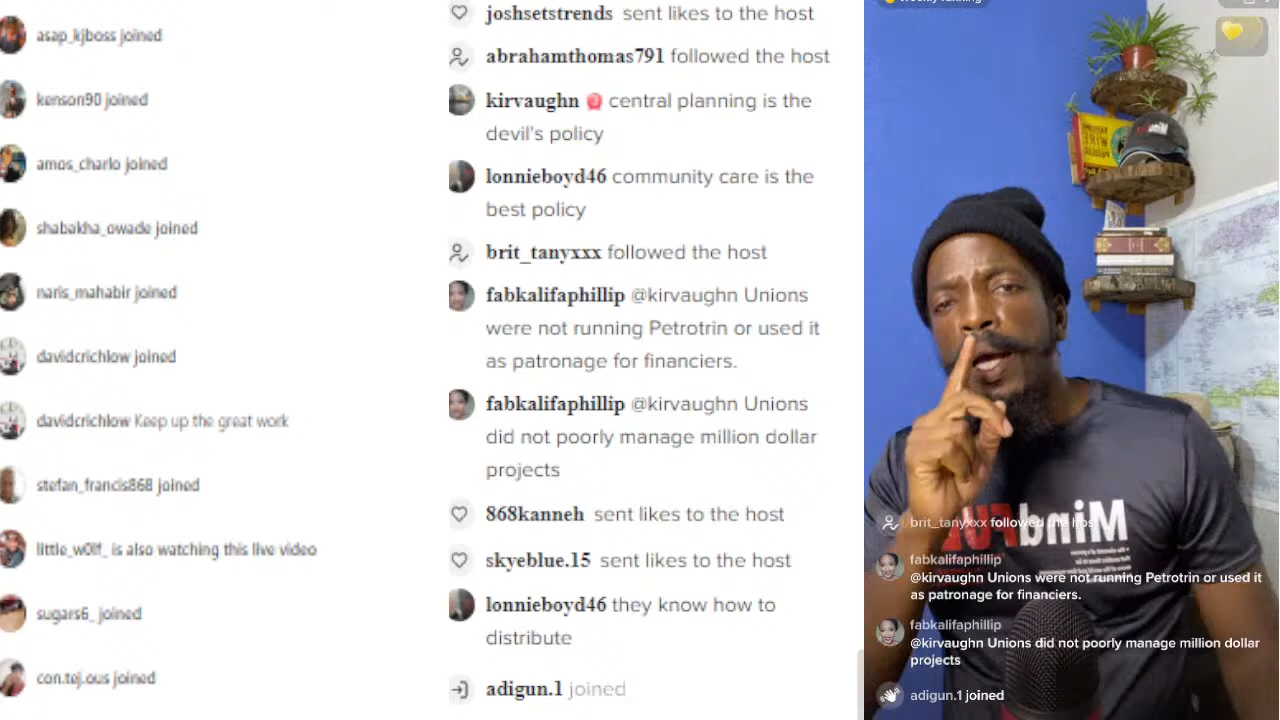 asap_kjboss joined
kenson90 joined
amos_charlo joined
shabakha_owade joined
naris_mahabir joined
davidcrichlow joined
davidcrichlow Keep up the great work
stefan_francis868 joined
little_w0lf_ is also watching this live video
sugars6_ joined
con.tej.ous joined
joshsetstrends sent likes to the host
abrahamthomas791 followed the host
kirvaughn central planning is the
devil's policy
lonnieboyd46 community care is the
best policy
brit_tanyxxx followed the host
fabkalifaphillip @kirvaughn Unions
were not running Petrotrin or used it
as patronage for financiers.
fabkalifaphillip @kirvaughn Unions
did not poorly manage million dollar
projects
868kanneh sent likes to the host
skyeblue.15 sent likes to the host
lonnieboyd46 they know how to
distribute
adigun.1 joined
MindFUL
brit_tanyxxx followed the host
fabkalifaphillip
@kirvaughn Unions were not running Petrotrin or used it
as patronage for financiers.
fabkalifaphillip
@kirvaughn Unions did not poorly manage million dollar
projects
adigun.1 joined